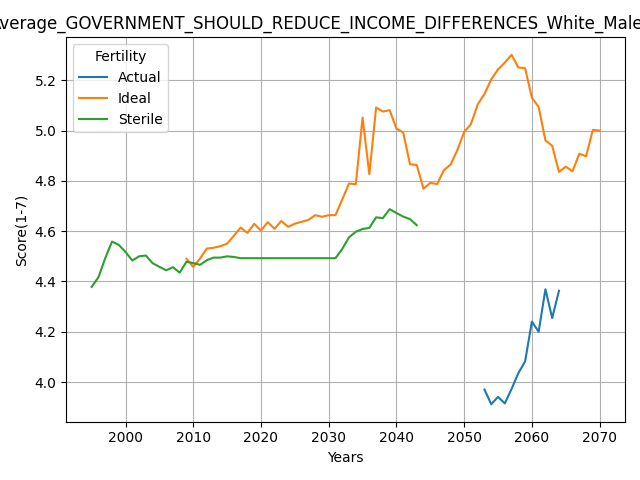 verage_GOVERNMENT_SHOULD_REDUCE_INCOME_DIFFERENCES_White_Male
Fertility
Actual
Ideal
Sterile
Score(1-7)
5.2
5.0
4.8
4.6
4.4
4.2
4.0
2000 2010 2020 2030 2040 2050 2060 2070
Years